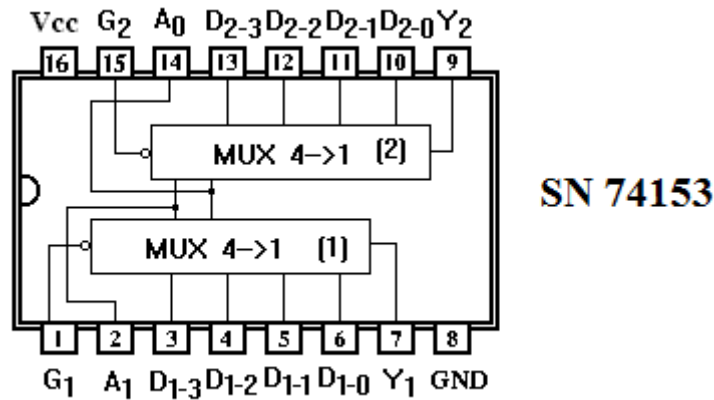 Vcc G₂ A₀ D₂₋₃ D₂₋₂ D₂₋₁ D₂₋₀ Y₂
16 15 14 13 12 11 10 9
MUX 4->1 (2)
SN 74153
MUX 4->1 (1)
1 2 3 4 5 6 7 8
G₁ A₁ D₁₋₃ D₁₋₂ D₁₋₁ D₁₋₀ Y₁ GND